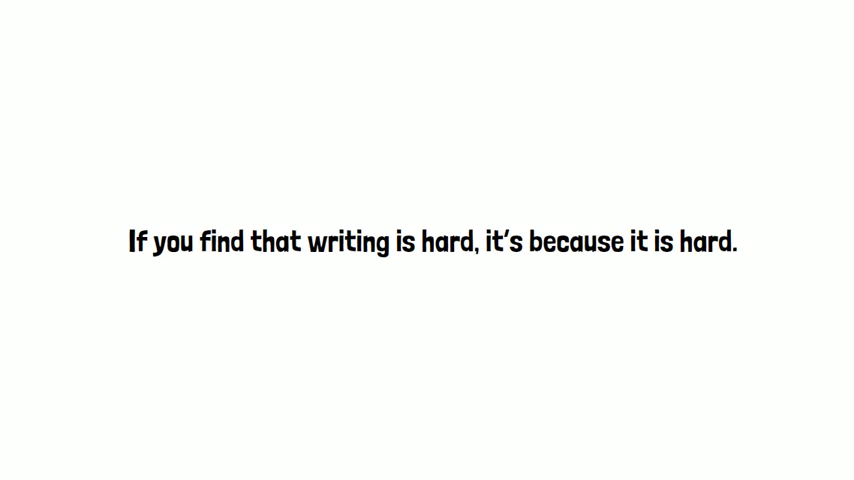 If you find that writing is hard, it's because it is hard.